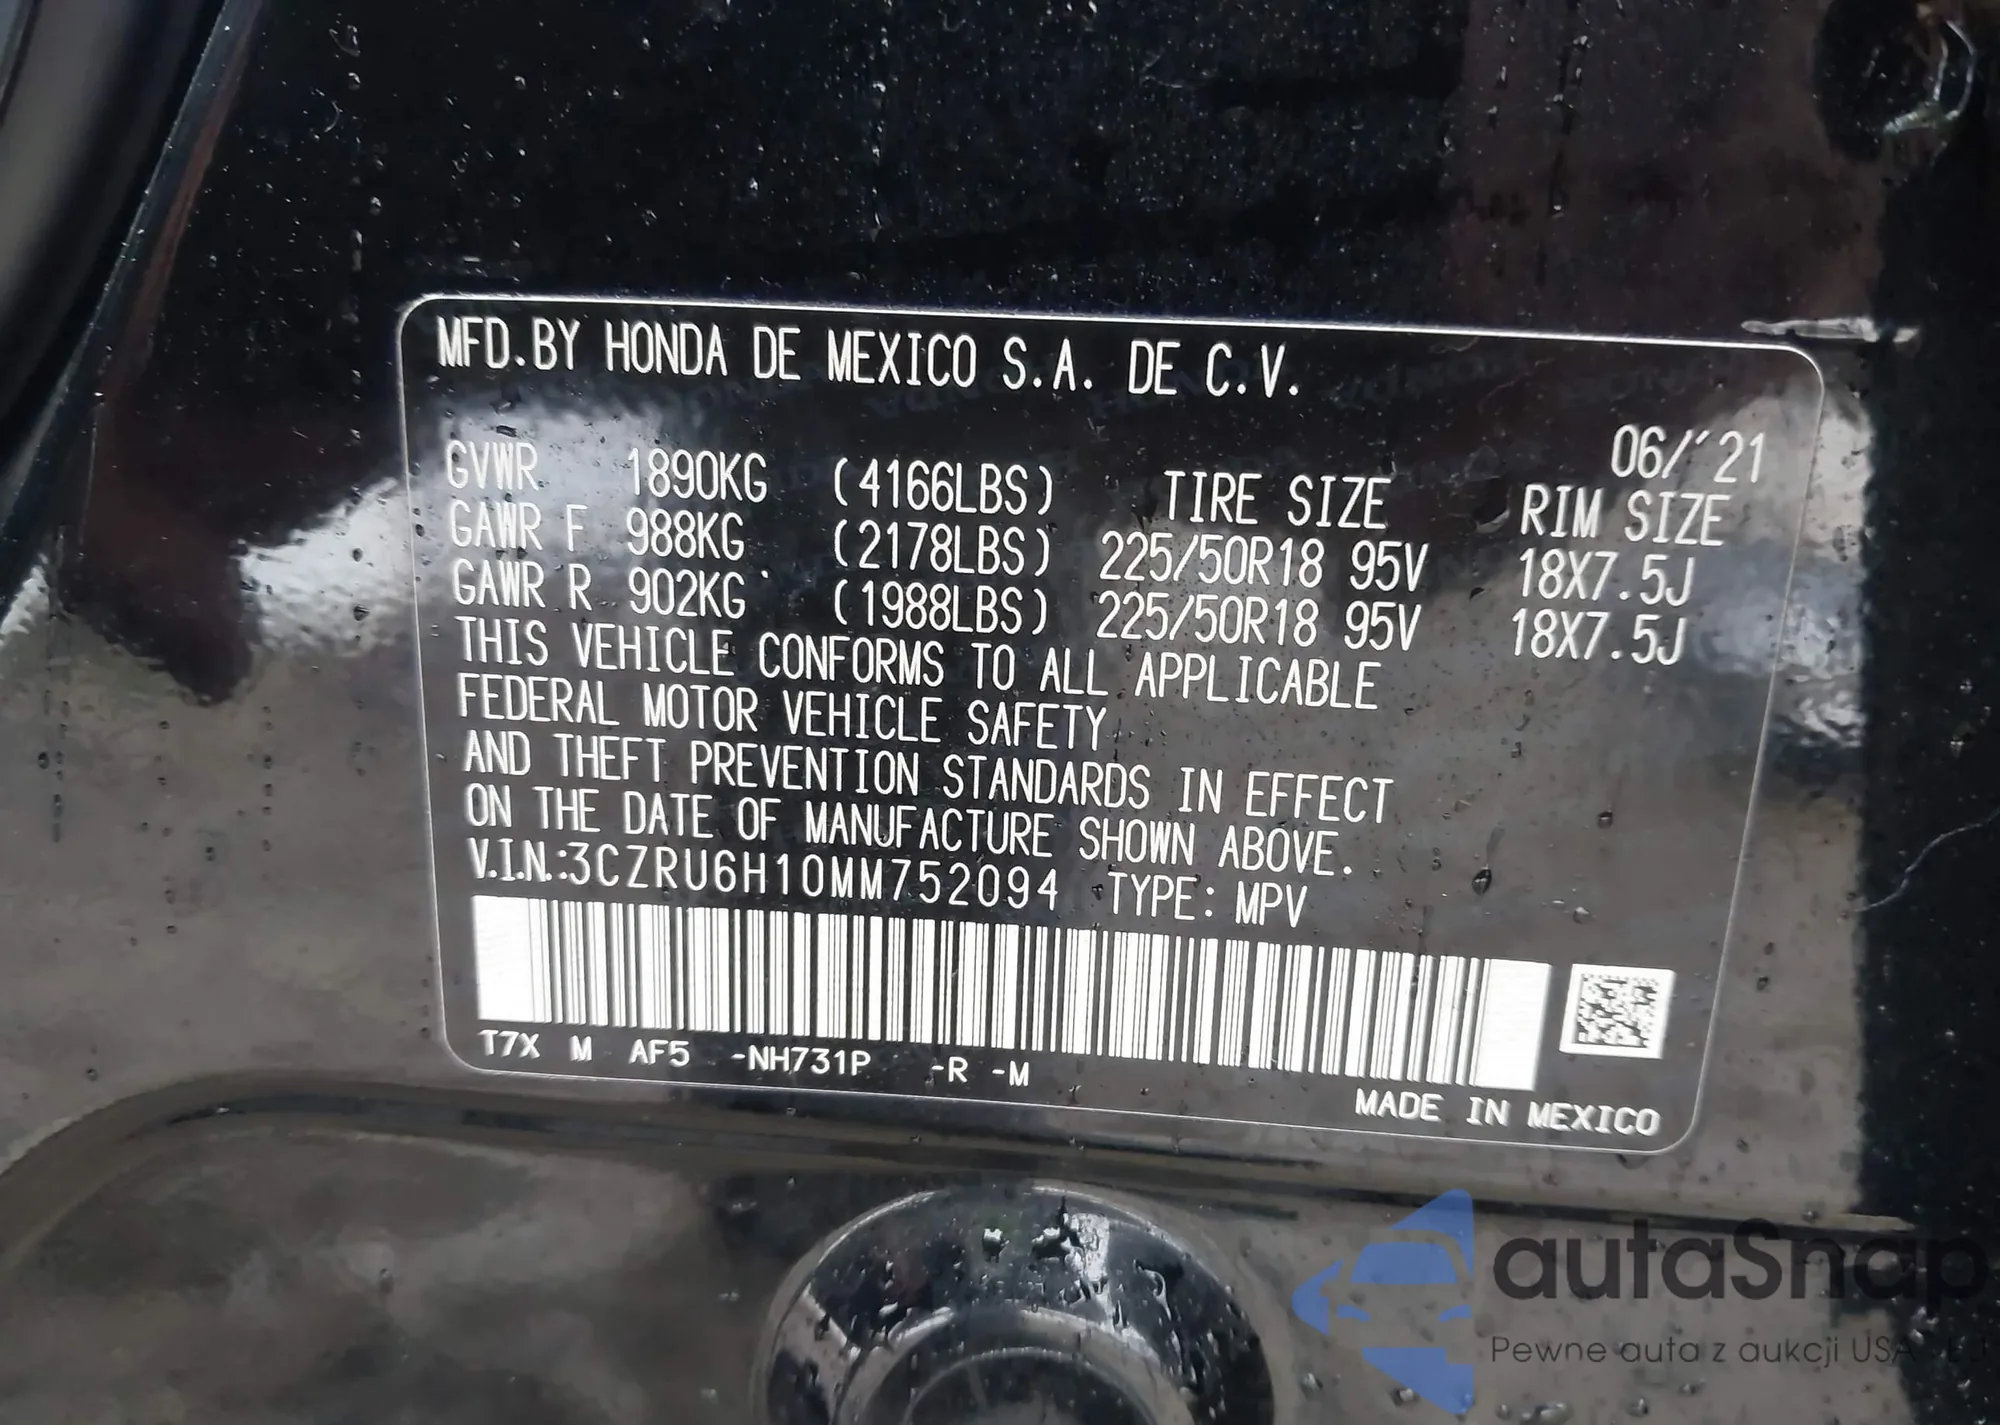 MFD.BY HONDA DE MEXICO S.A. DE C.V.
06/'21
GVWR 1890KG (4166LBS) TIRE SIZE RIM SIZE
GAWR F 988KG (2178LBS) 225/50R18 95V 18X7.5J
GAWR R 902KG (1988LBS) 225/50R18 95V 18X7.5J
THIS VEHICLE CONFORMS TO ALL APPLICABLE
FEDERAL MOTOR VEHICLE SAFETY
AND THEFT PREVENTION STANDARDS IN EFFECT
ON THE DATE OF MANUFACTURE SHOWN ABOVE.
V.I.N.:3CZRU6H10MM752094 TYPE: MPV
T7X M AF5 -NH731P -R -M
MADE IN MEXICO
autaSnap
Pewne auta z aukcji USA